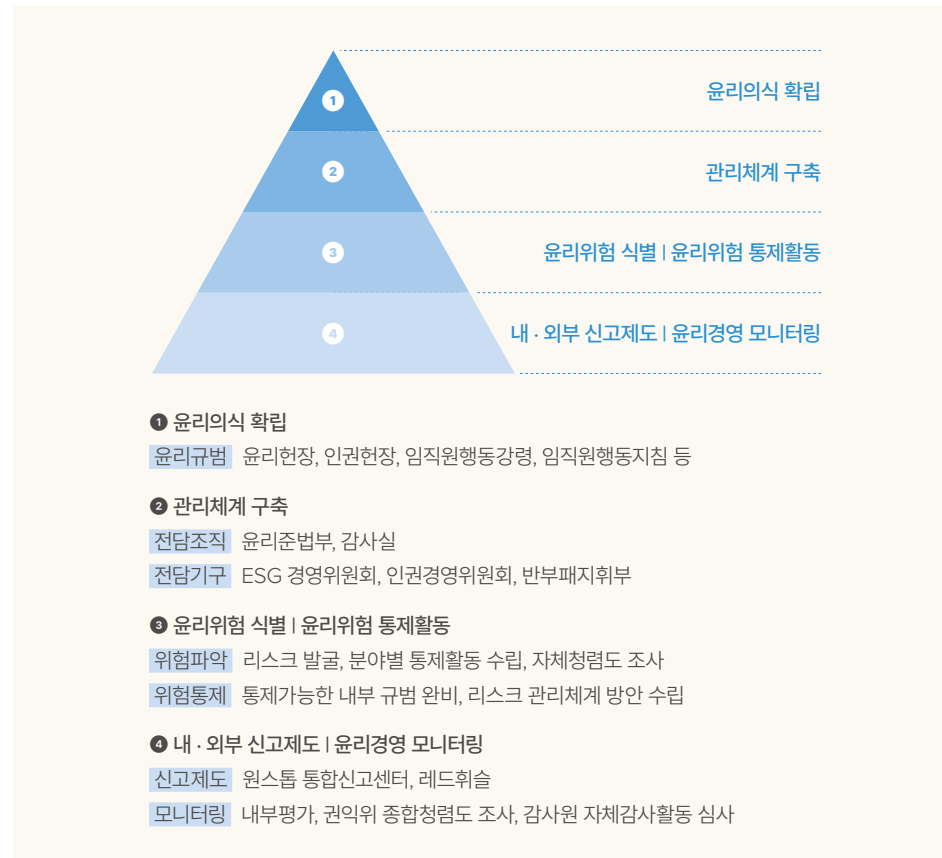 1
윤리의식 확립
2
관리체계 구축
3
윤리위험 식별 | 윤리위험 통제활동
4
내 · 외부 신고제도 | 윤리경영 모니터링
❶ 윤리의식 확립
윤리규범 윤리헌장, 인권헌장, 임직원행동강령, 임직원행동지침 등
❷ 관리체계 구축
전담조직 윤리준법부, 감사실
전담기구 ESG 경영위원회, 인권경영위원회, 반부패지휘부
❸ 윤리위험 식별 | 윤리위험 통제활동
위험파악 리스크 발굴, 분야별 통제활동 수립, 자체청렴도 조사
위험통제 통제가능한 내부 규범 완비, 리스크 관리체계 방안 수립
❹ 내 · 외부 신고제도 | 윤리경영 모니터링
신고제도 원스톱 통합신고센터, 레드휘슬
모니터링 내부평가, 권익위 종합청렴도 조사, 감사원 자체감사활동 심사